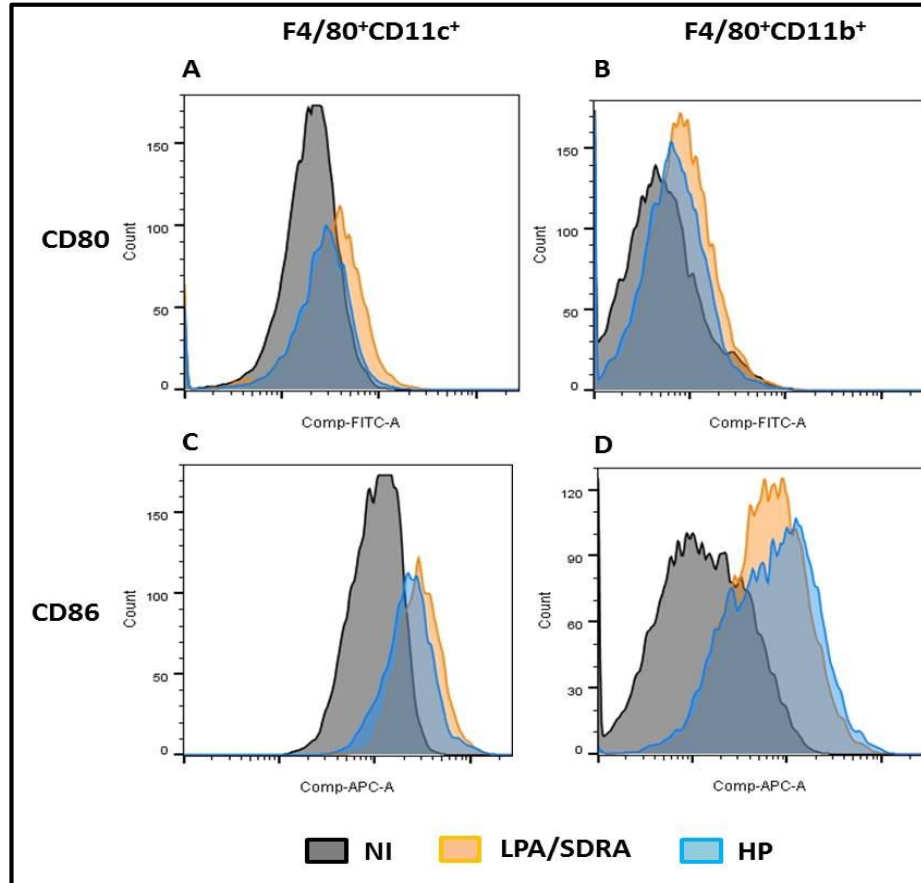 F4/80⁺CD11c⁺ F4/80⁺CD11b⁺
A B
CD80
Count
150
100
50
0
Comp-FITC-A
Count
150
100
50
0
Comp-FITC-A
C D
CD86
Count
150
100
50
0
Comp-APC-A
Count
120
90
60
30
0
Comp-APC-A
NI LPA/SDRA HP